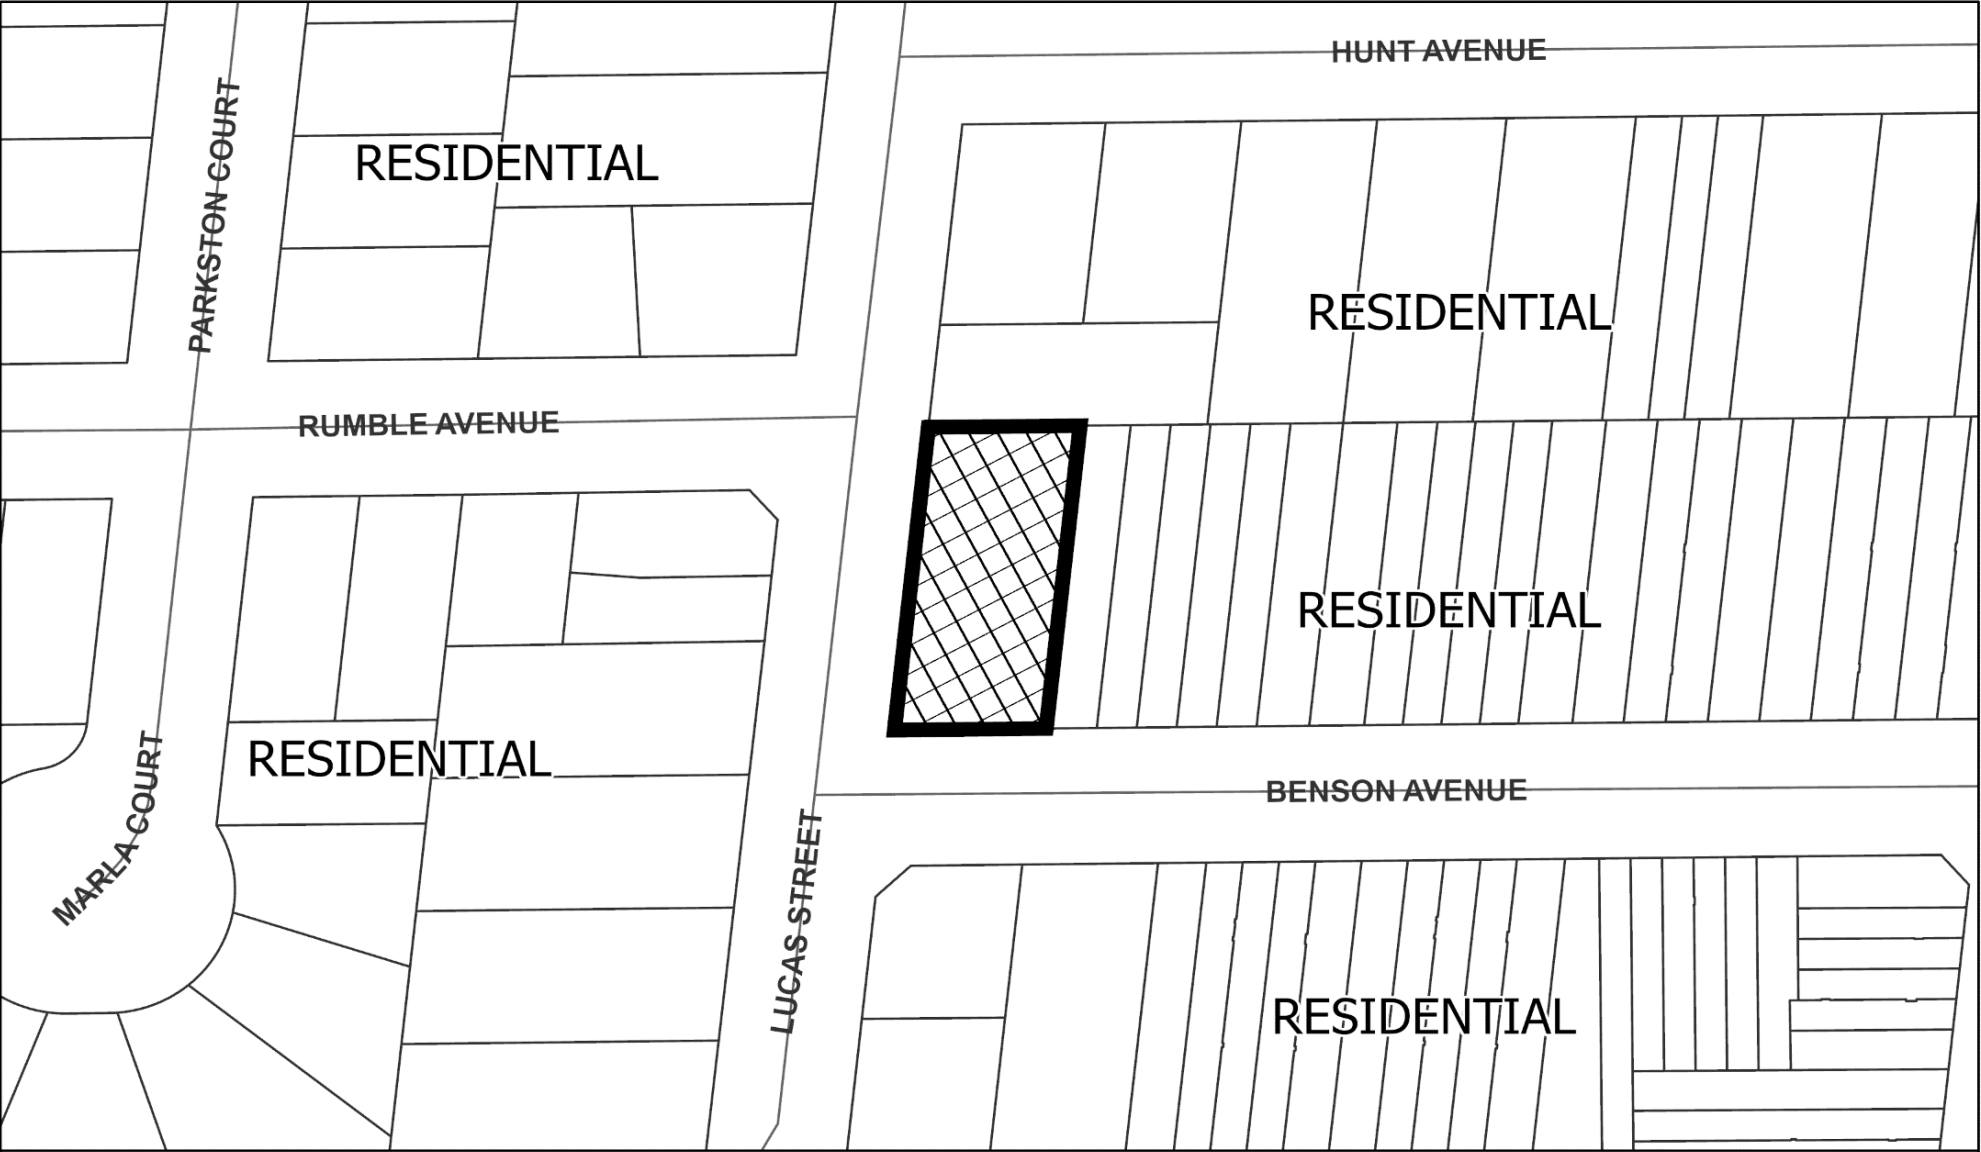 HUNT AVENUE
PARKSTON COURT
RESIDENTIAL
RESIDENTIAL
RUMBLE AVENUE
RESIDENTIAL
RESIDENTIAL
MARLA COURT
BENSON AVENUE
LUCAS STREET
RESIDENTIAL